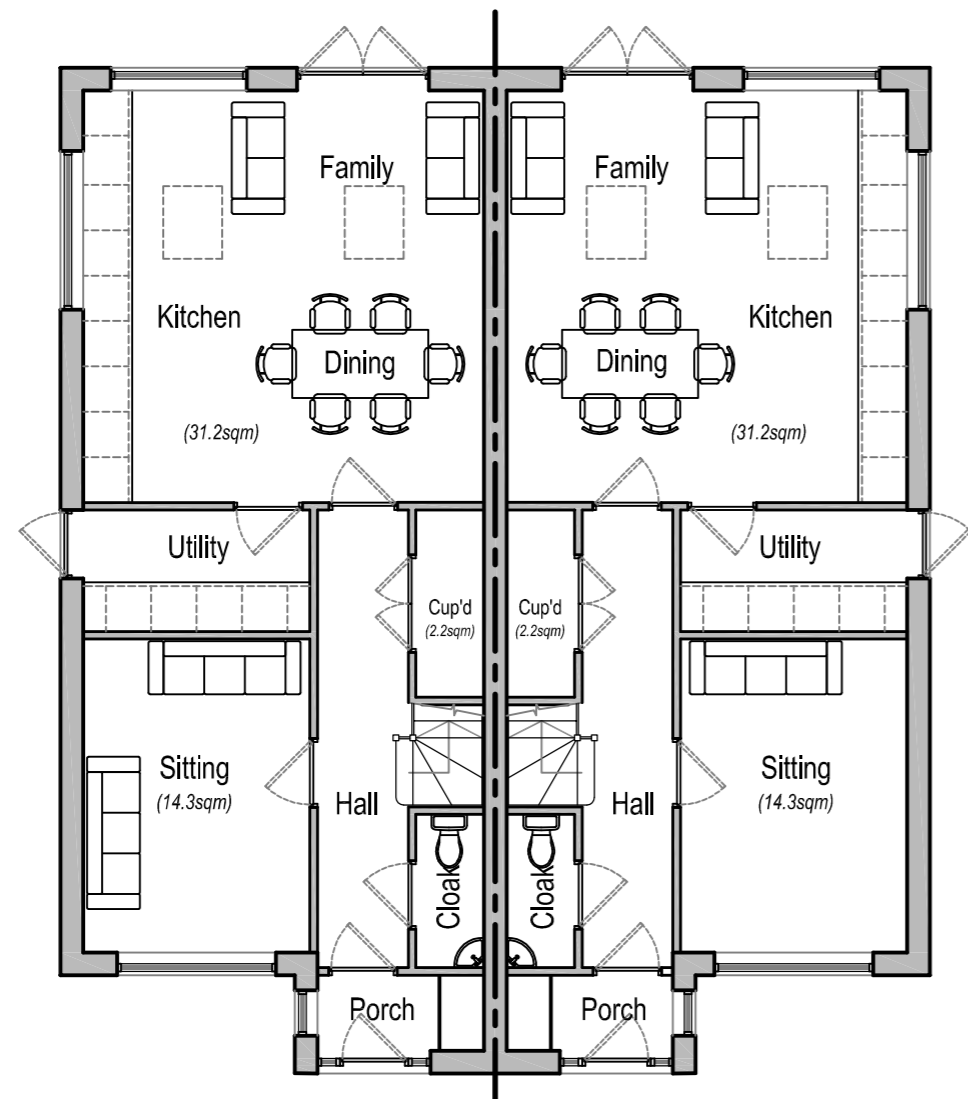 Family
Family
Kitchen
Kitchen
Dining
Dining
(31.2sqm)
(31.2sqm)
Utility
Utility
Cup'd
(2.2sqm)
Cup'd
(2.2sqm)
Sitting
(14.3sqm)
Sitting
(14.3sqm)
Hall
Hall
Cloak
Cloak
Porch
Porch